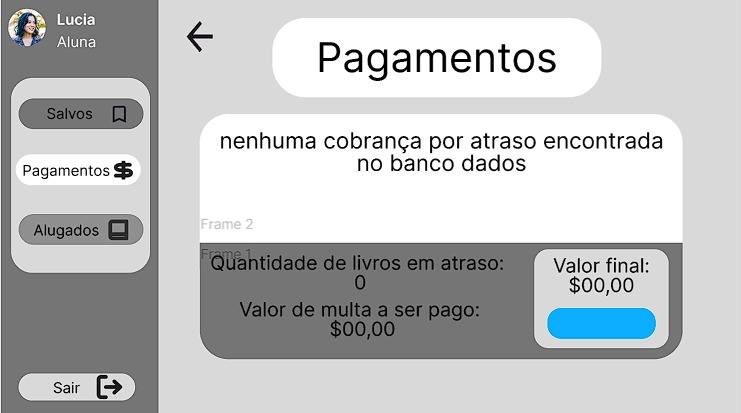 Lucia
Aluna
Salvos
Pagamentos
Alugados
Sair
Pagamentos
nenhuma cobrança por atraso encontrada
no banco dados
Frame 2
Frame 1
Quantidade de livros em atraso:
0
Valor de multa a ser pago:
$00,00
Valor final:
$00,00